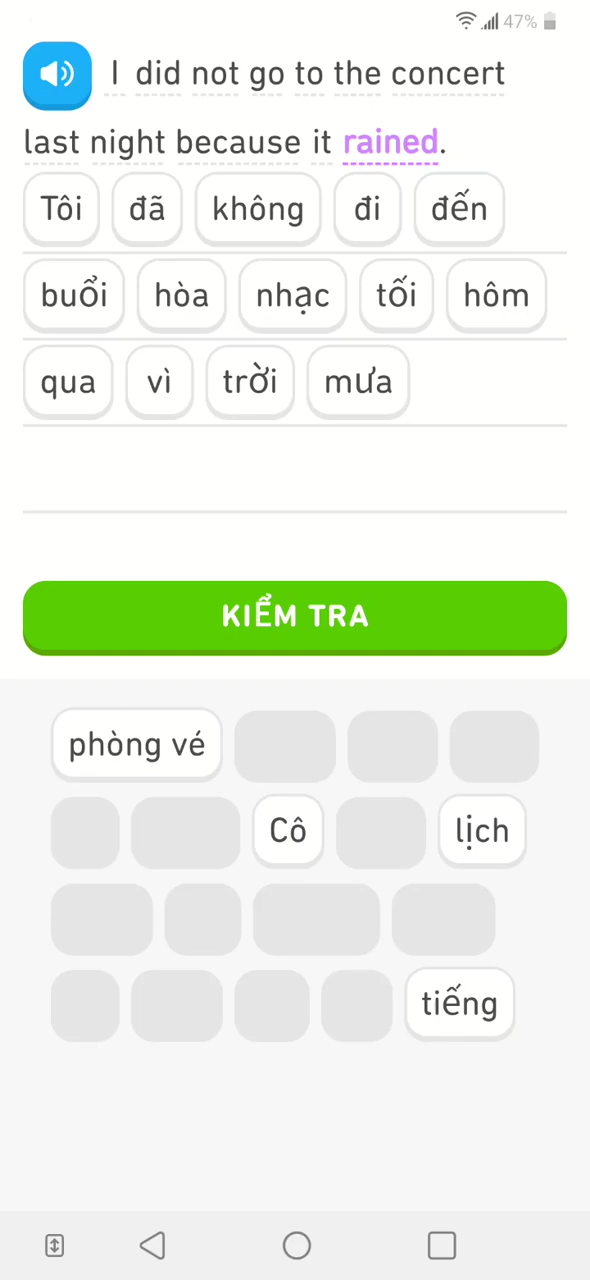 47%
I did not go to the concert
last night because it rained.
Tôi đã không đi đến
buổi hòa nhạc tối hôm
qua vì trời mưa
KIỂM TRA
phòng vé
Cô lịch
tiếng